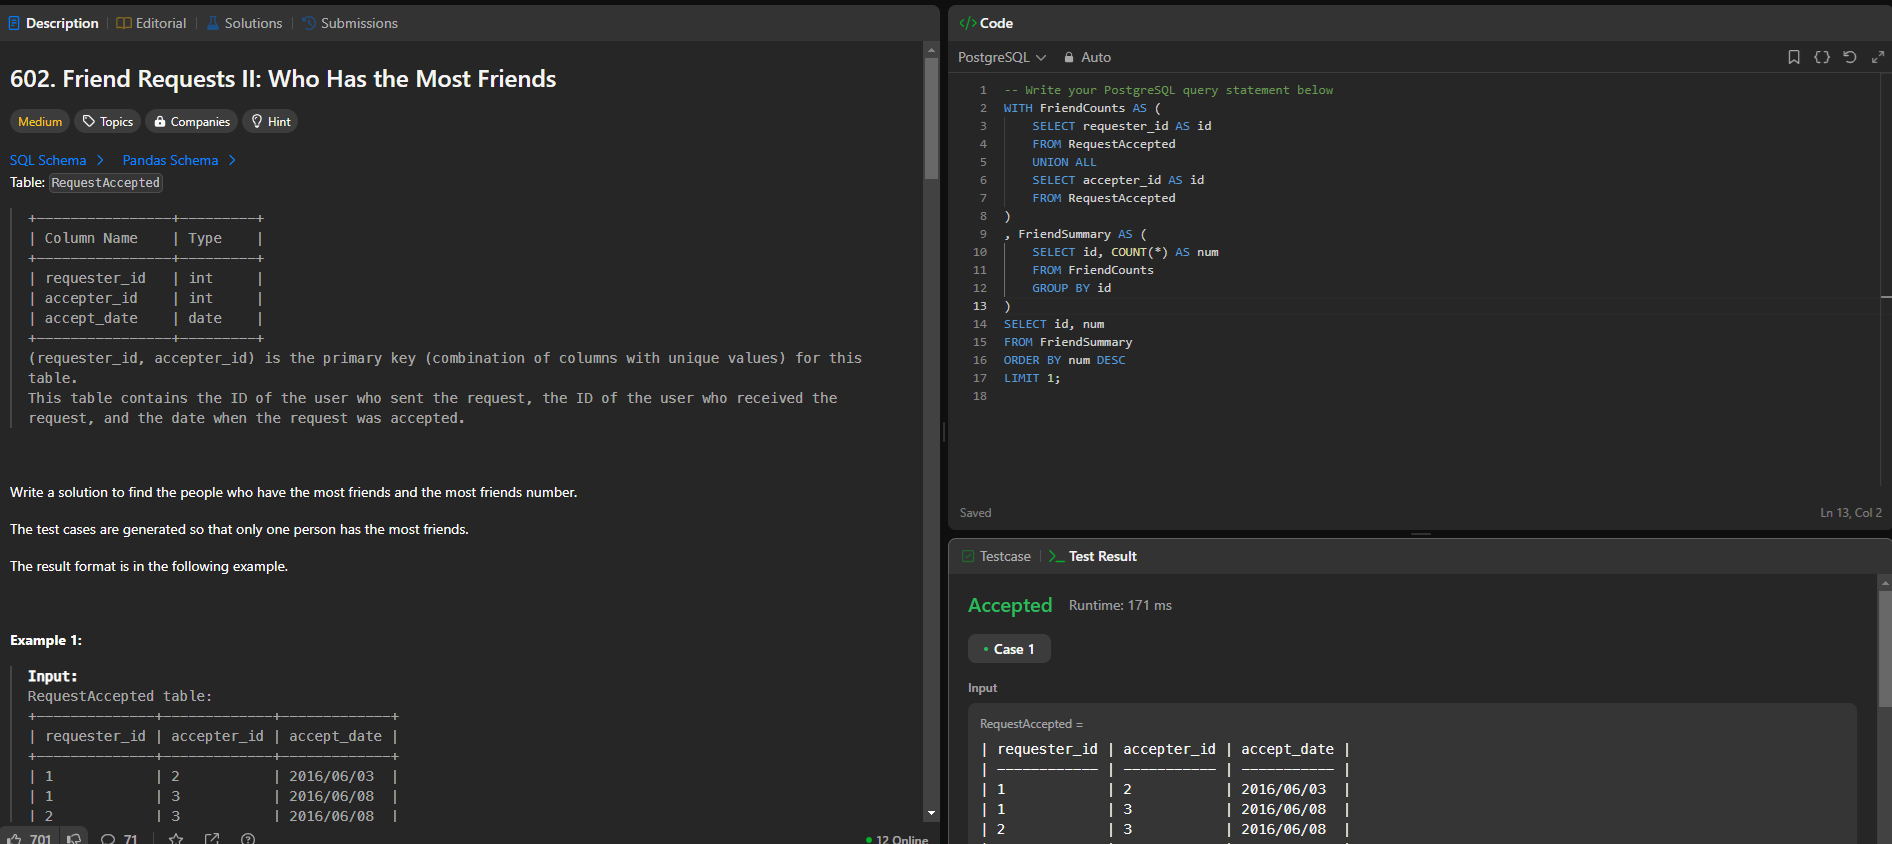 Description | Editorial | Solutions | Submissions
602. Friend Requests II: Who Has the Most Friends
Medium Topics Companies Hint
SQL Schema > Pandas Schema >
Table: RequestAccepted
+----------------+---------+
| Column Name    | Type    |
+----------------+---------+
| requester_id   | int     |
| accepter_id    | int     |
| accept_date    | date    |
+----------------+---------+
(requester_id, accepter_id) is the primary key (combination of columns with unique values) for this
table.
This table contains the ID of the user who sent the request, the ID of the user who received the
request, and the date when the request was accepted.
Write a solution to find the people who have the most friends and the most friends number.
The test cases are generated so that only one person has the most friends.
The result format is in the following example.
Example 1:
Input:
RequestAccepted table:
+--------------+-------------+-------------+
| requester_id | accepter_id | accept_date |
+--------------+-------------+-------------+
| 1            | 2           | 2016/06/03  |
| 1            | 3           | 2016/06/08  |
| 2            | 3           | 2016/06/08  |
701 71 12 Online
</> Code
PostgreSQL Auto
1 -- Write your PostgreSQL query statement below
2 WITH FriendCounts AS (
3     SELECT requester_id AS id
4     FROM RequestAccepted
5     UNION ALL
6     SELECT accepter_id AS id
7     FROM RequestAccepted
8 )
9 , FriendSummary AS (
10     SELECT id, COUNT(*) AS num
11     FROM FriendCounts
12     GROUP BY id
13 )
14 SELECT id, num
15 FROM FriendSummary
16 ORDER BY num DESC
17 LIMIT 1;
18
Saved Ln 13, Col 2
Testcase | >_ Test Result
Accepted Runtime: 171 ms
• Case 1
Input
RequestAccepted =
| requester_id | accepter_id | accept_date |
| ------------ | ----------- | ----------- |
| 1            | 2           | 2016/06/03  |
| 1            | 3           | 2016/06/08  |
| 2            | 3           | 2016/06/08  |